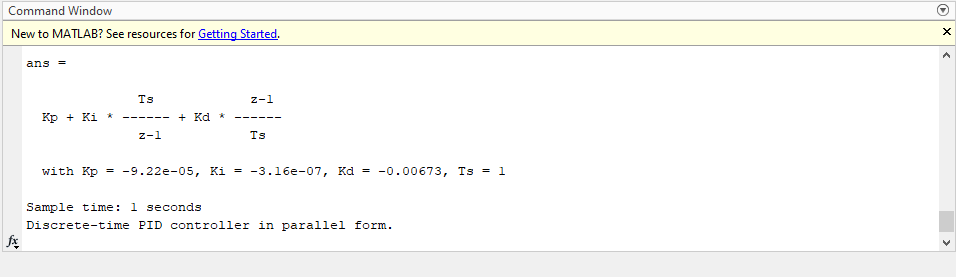 Command Window
New to MATLAB? See resources for Getting Started.
ans =
Ts z-1
Kp + Ki * ------ + Kd * ------
z-1 Ts
with Kp = -9.22e-05, Ki = -3.16e-07, Kd = -0.00673, Ts = 1
Sample time: 1 seconds
Discrete-time PID controller in parallel form.
fx